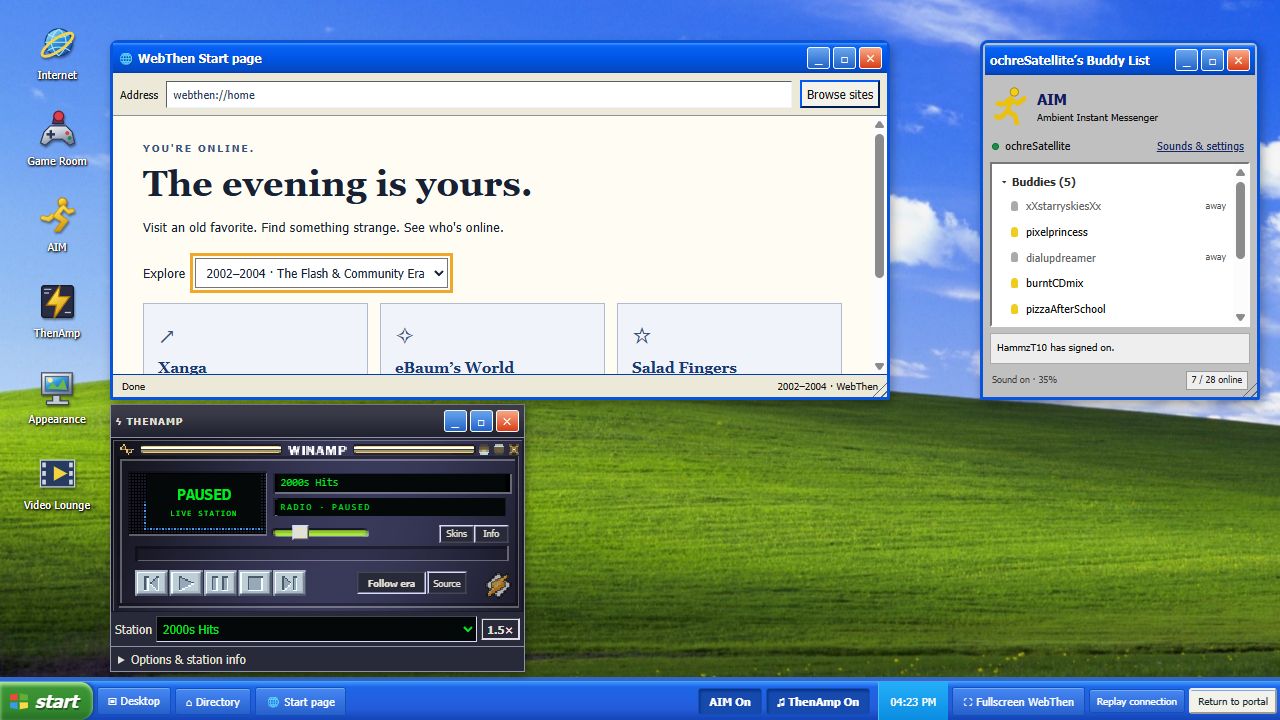 Internet
Game Room
AIM
ThenAmp
Appearance
Video Lounge
WebThen Start page
Address
webthen://home
Browse sites
YOU'RE ONLINE.
The evening is yours.
Visit an old favorite. Find something strange. See who's online.
Explore
2002–2004 · The Flash & Community Era
Xanga
eBaum's World
Salad Fingers
Done
2002–2004 · WebThen
ochreSatellite's Buddy List
AIM
Ambient Instant Messenger
ochreSatellite
Sounds & settings
Buddies (5)
xXstarryskiesXx away
pixelprincess
dialupdreamer away
burntCDmix
pizzaAfterSchool
HammzT10 has signed on.
Sound on · 35%
7 / 28 online
THENAMP
WINAMP
PAUSED
LIVE STATION
2000s Hits
RADIO · PAUSED
Skins
Info
Follow era
Source
Station
2000s Hits
1.5×
Options & station info
start
Desktop
Directory
Start page
AIM On
ThenAmp On
04:23 PM
Fullscreen WebThen
Replay connection
Return to portal